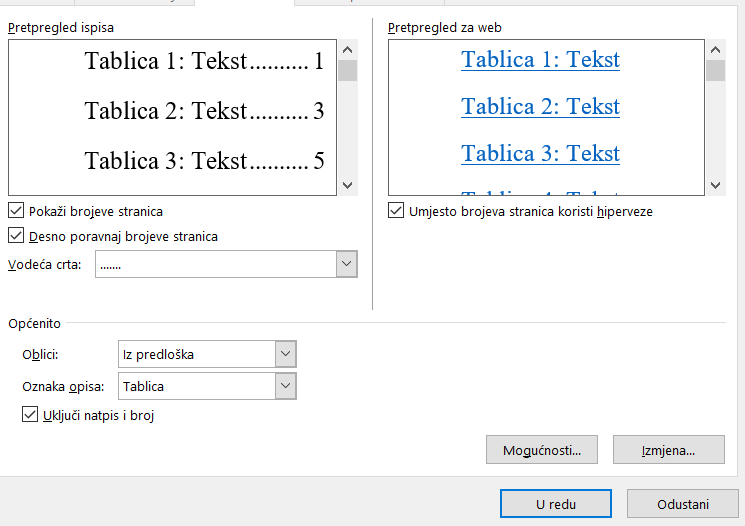 Pretpregled ispisa
Tablica 1: Tekst.......... 1
Tablica 2: Tekst.......... 3
Tablica 3: Tekst.......... 5
Pokaži brojeve stranica
Desno poravnaj brojeve stranica
Vodeća crta: .......
Pretpregled za web
Tablica 1: Tekst
Tablica 2: Tekst
Tablica 3: Tekst
Umjesto brojeva stranica koristi hiperveze
Općenito
Oblici: Iz predloška
Oznaka opisa: Tablica
Uključi natpis i broj
Mogućnosti... Izmjena...
U redu Odustani